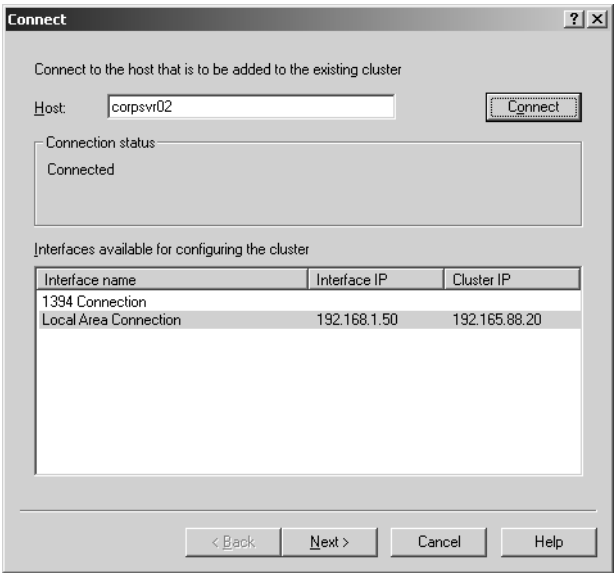 Connect
Connect to the host that is to be added to the existing cluster
Host: corpsvr02 Connect
Connection status
Connected
Interfaces available for configuring the cluster
Interface name Interface IP Cluster IP
1394 Connection
Local Area Connection 192.168.1.50 192.165.88.20
< Back Next > Cancel Help